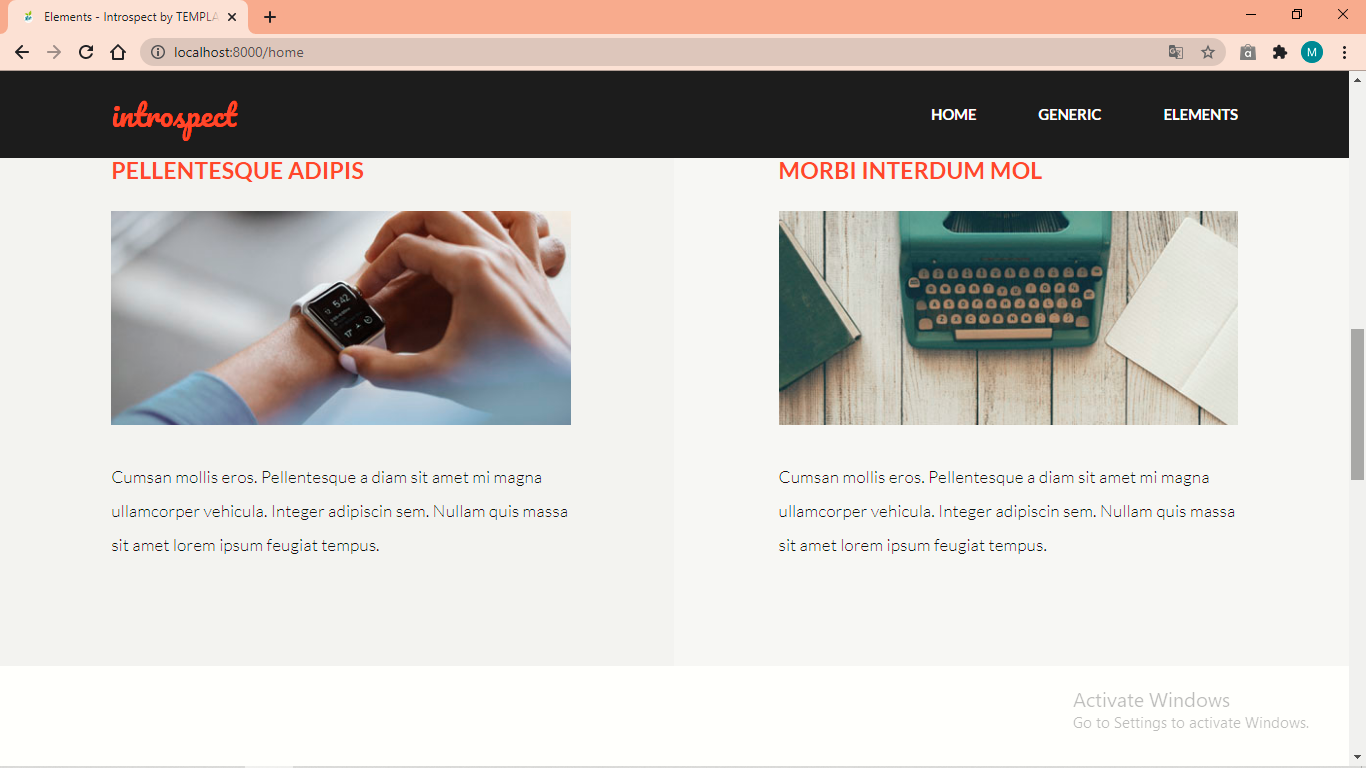 Elements - Introspect by TEMPLA
localhost:8000/home
M
introspect
HOME
GENERIC
ELEMENTS
PELLENTESQUE ADIPIS
MORBI INTERDUM MOL
5:42
Cumsan mollis eros. Pellentesque a diam sit amet mi magna
ullamcorper vehicula. Integer adipiscin sem. Nullam quis massa
sit amet lorem ipsum feugiat tempus.
Cumsan mollis eros. Pellentesque a diam sit amet mi magna
ullamcorper vehicula. Integer adipiscin sem. Nullam quis massa
sit amet lorem ipsum feugiat tempus.
Activate Windows
Go to Settings to activate Windows.